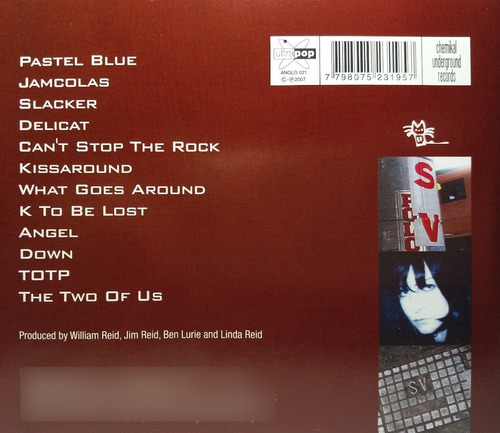 PASTEL BLUE
JAMCOLAS
SLACKER
DELICAT
CAN'T STOP THE ROCK
KISSAROUND
WHAT GOES AROUND
K TO BE LOST
ANGEL
DOWN
TOTP
THE TWO OF US
Produced by William Reid, Jim Reid, Ben Lurie and Linda Reid
ultrapop
ANGLO 021
©-℗2007
7 798075 231957
chemikal
underground
records
S
V
POLO
SV